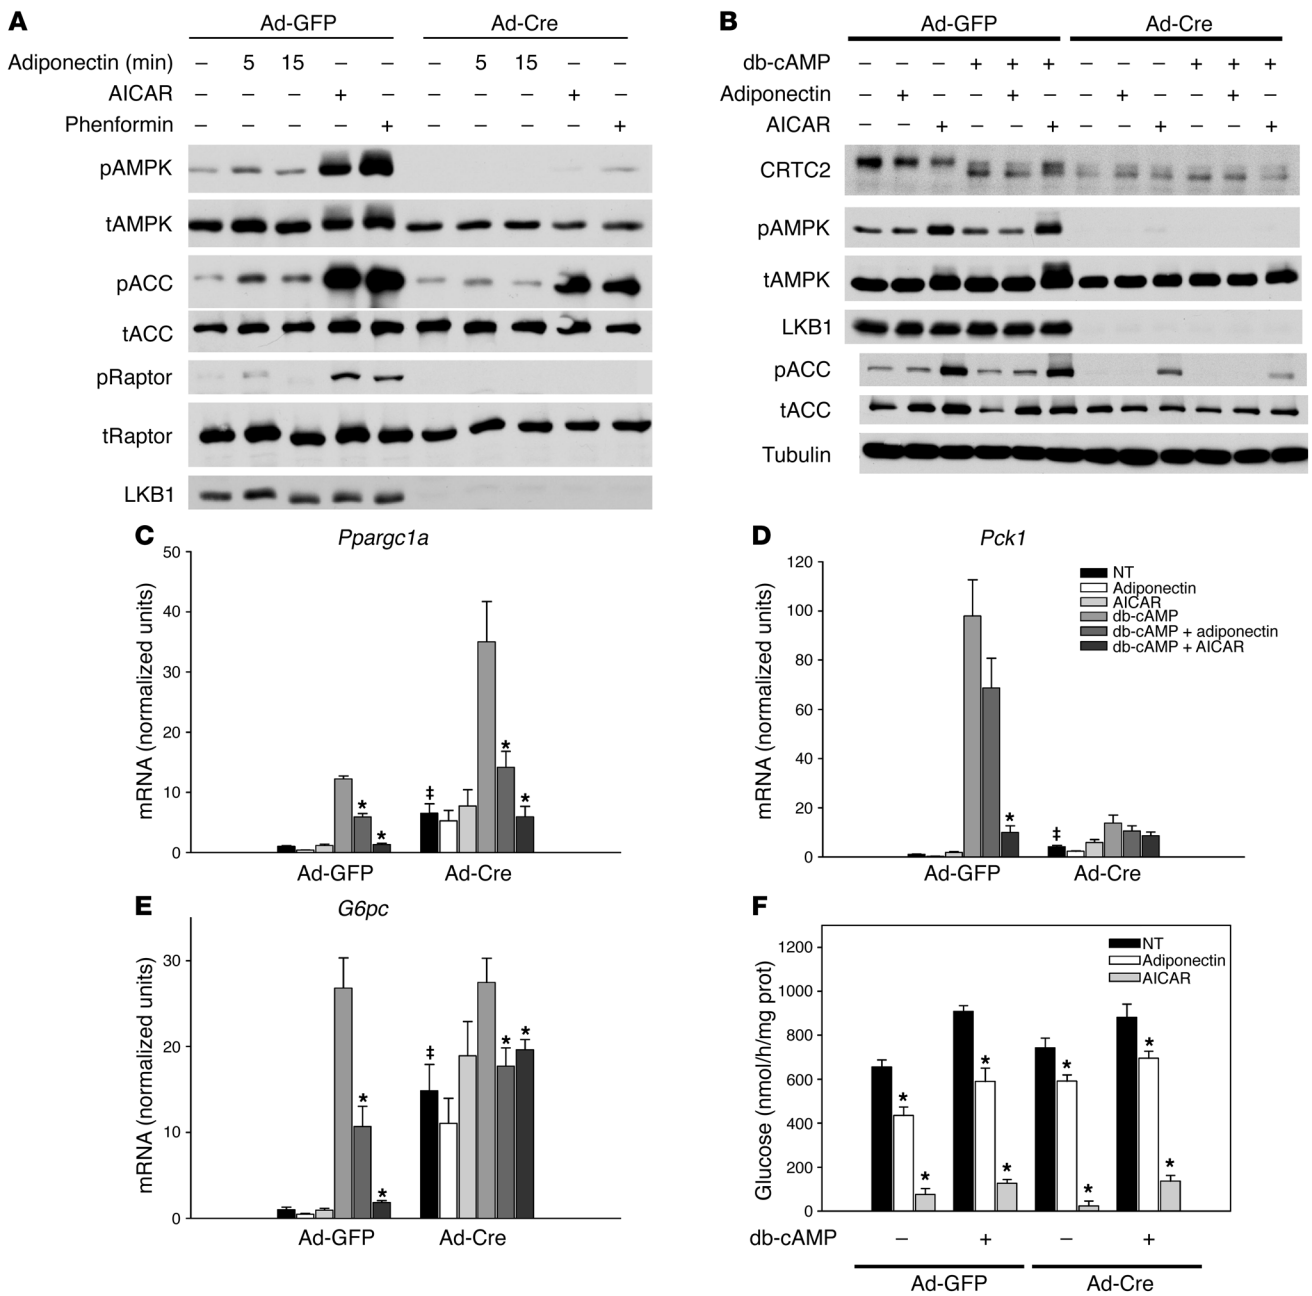 A
Ad-GFP Ad-Cre
Adiponectin (min) – 5 15 – – – 5 15 – –
AICAR – – – + – – – – + –
Phenformin – – – – + – – – – +
pAMPK
tAMPK
pACC
tACC
pRaptor
tRaptor
LKB1
B
Ad-GFP Ad-Cre
db-cAMP – – – + + + – – – + + +
Adiponectin – + – – + – – + – – + –
AICAR – – + – – + – – + – – +
CRTC2
pAMPK
tAMPK
LKB1
pACC
tACC
Tubulin
C
Ppargc1a
mRNA (normalized units)
50
40
30
20
10
0
* * ‡ * *
Ad-GFP Ad-Cre
D
Pck1
mRNA (normalized units)
120
100
80
60
40
20
0
NT
Adiponectin
AICAR
db-cAMP
db-cAMP + adiponectin
db-cAMP + AICAR
* ‡
Ad-GFP Ad-Cre
E
G6pc
mRNA (normalized units)
30
20
10
0
* * ‡ * *
Ad-GFP Ad-Cre
F
Glucose (nmol/h/mg prot)
1200
1000
800
600
400
200
0
NT
Adiponectin
AICAR
* * * * * * * *
db-cAMP – + – +
Ad-GFP Ad-Cre